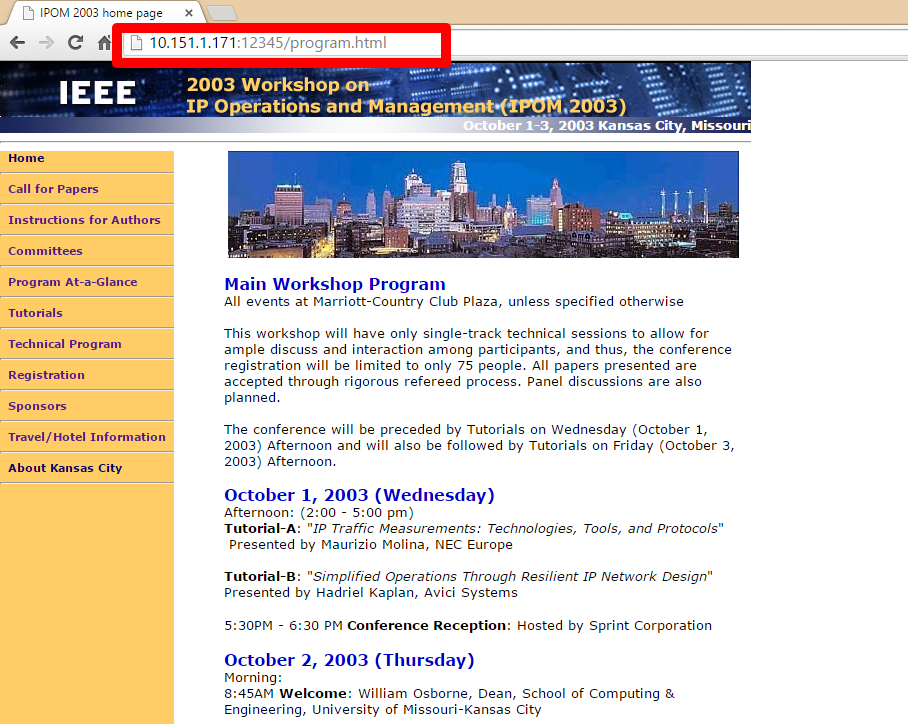 IPOM 2003 home page
10.151.1.171:12345/program.html
IEEE
2003 Workshop on
IP Operations and Management (IPOM 2003)
October 1-3, 2003 Kansas City, Missouri
Home
Call for Papers
Instructions for Authors
Committees
Program At-a-Glance
Tutorials
Technical Program
Registration
Sponsors
Travel/Hotel Information
About Kansas City
Main Workshop Program
All events at Marriott-Country Club Plaza, unless specified otherwise
This workshop will have only single-track technical sessions to allow for
ample discuss and interaction among participants, and thus, the conference
registration will be limited to only 75 people. All papers presented are
accepted through rigorous refereed process. Panel discussions are also
planned.
The conference will be preceded by Tutorials on Wednesday (October 1,
2003) Afternoon and will also be followed by Tutorials on Friday (October 3,
2003) Afternoon.
October 1, 2003 (Wednesday)
Afternoon: (2:00 - 5:00 pm)
Tutorial-A: "IP Traffic Measurements: Technologies, Tools, and Protocols"
Presented by Maurizio Molina, NEC Europe
Tutorial-B: "Simplified Operations Through Resilient IP Network Design"
Presented by Hadriel Kaplan, Avici Systems
5:30PM - 6:30 PM Conference Reception: Hosted by Sprint Corporation
October 2, 2003 (Thursday)
Morning:
8:45AM Welcome: William Osborne, Dean, School of Computing &
Engineering, University of Missouri-Kansas City